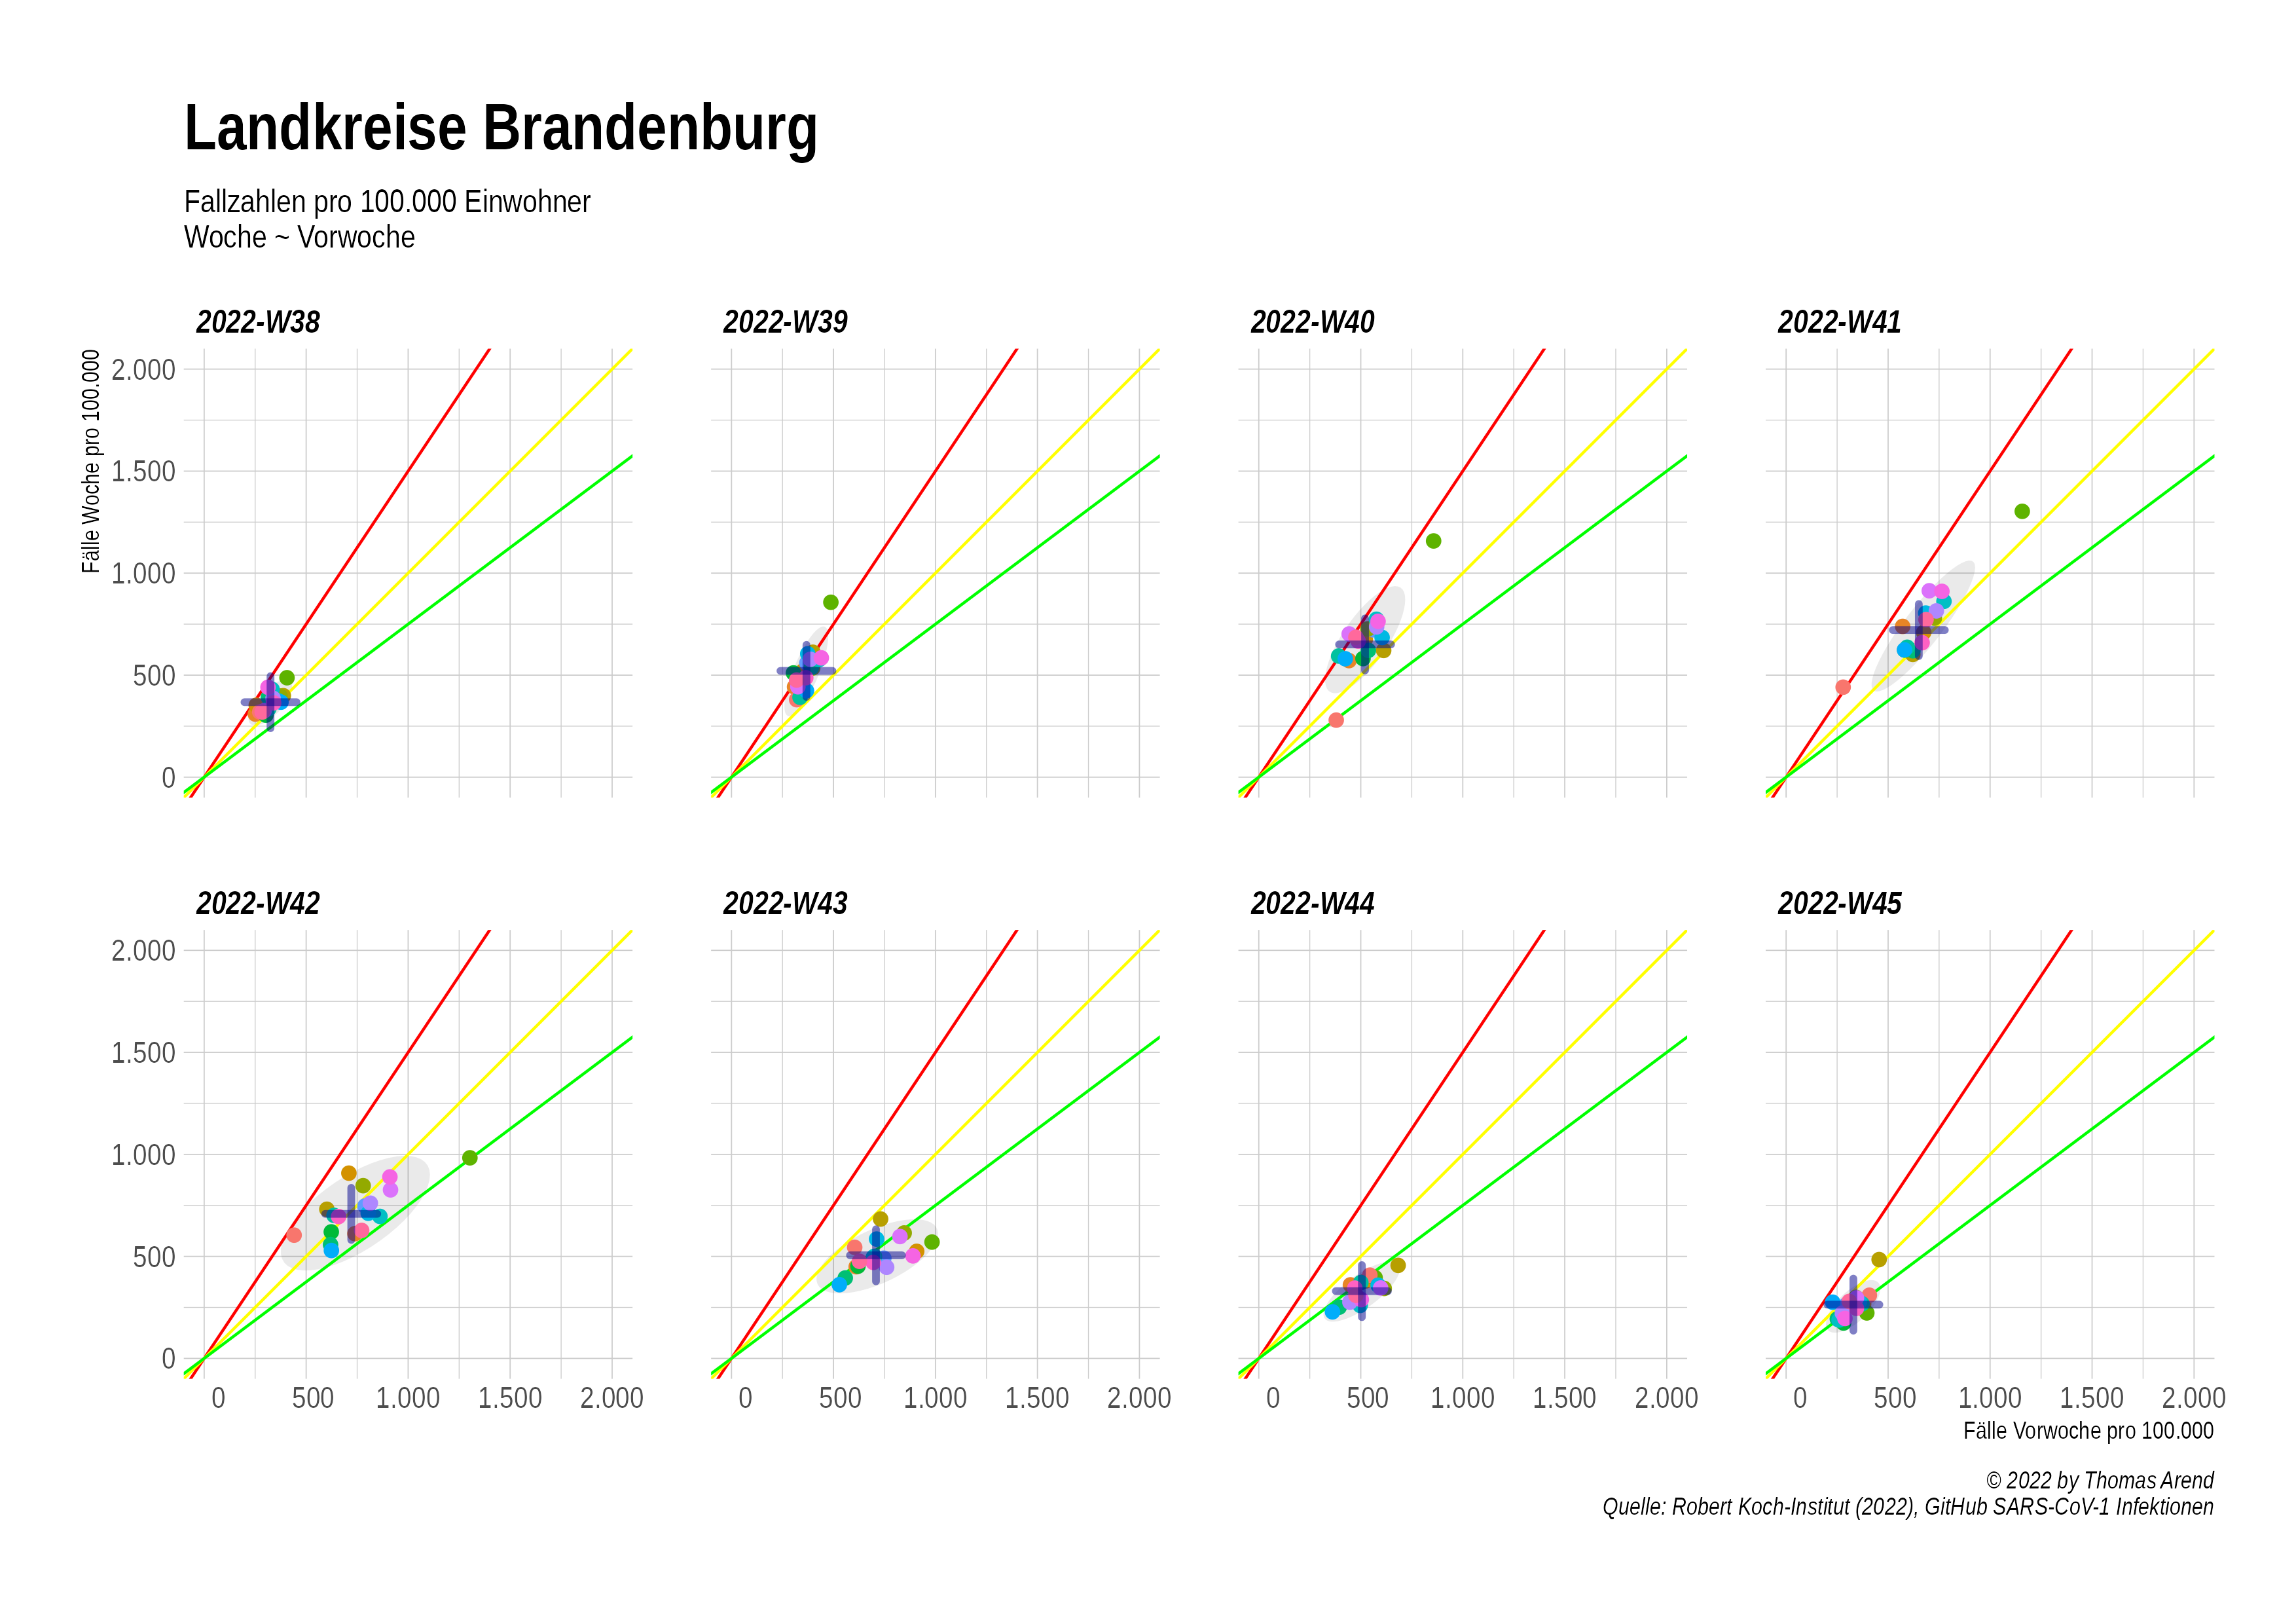 Landkreise Brandenburg
Fallzahlen pro 100.000 Einwohner
Woche ~ Vorwoche
2022-W38
2022-W39
2022-W40
2022-W41
Fälle Woche pro 100.000
2.000
1.500
1.000
500
0
2022-W42
2022-W43
2022-W44
2022-W45
2.000
1.500
1.000
500
0
0 500 1.000 1.500 2.000
0 500 1.000 1.500 2.000
0 500 1.000 1.500 2.000
0 500 1.000 1.500 2.000
Fälle Vorwoche pro 100.000
© 2022 by Thomas Arend
Quelle: Robert Koch-Institut (2022), GitHub SARS-CoV-1 Infektionen